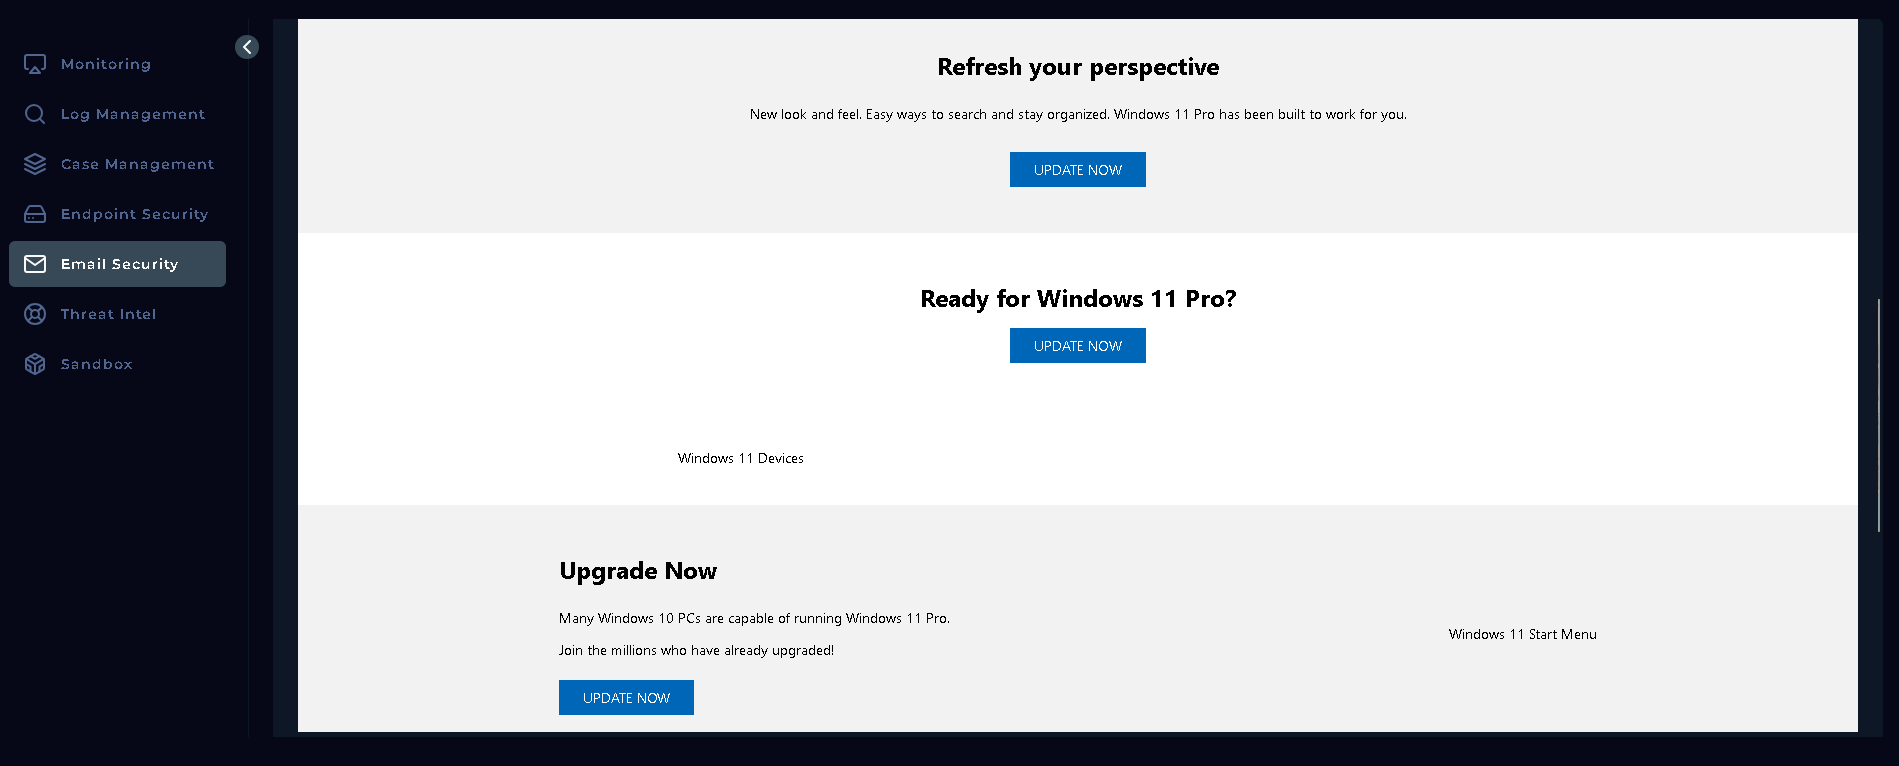 Monitoring
Log Management
Case Management
Endpoint Security
Email Security
Threat Intel
Sandbox
Refresh your perspective
New look and feel. Easy ways to search and stay organized. Windows 11 Pro has been built to work for you.
UPDATE NOW
Ready for Windows 11 Pro?
UPDATE NOW
Windows 11 Devices
Upgrade Now
Many Windows 10 PCs are capable of running Windows 11 Pro.
Join the millions who have already upgraded!
UPDATE NOW
Windows 11 Start Menu